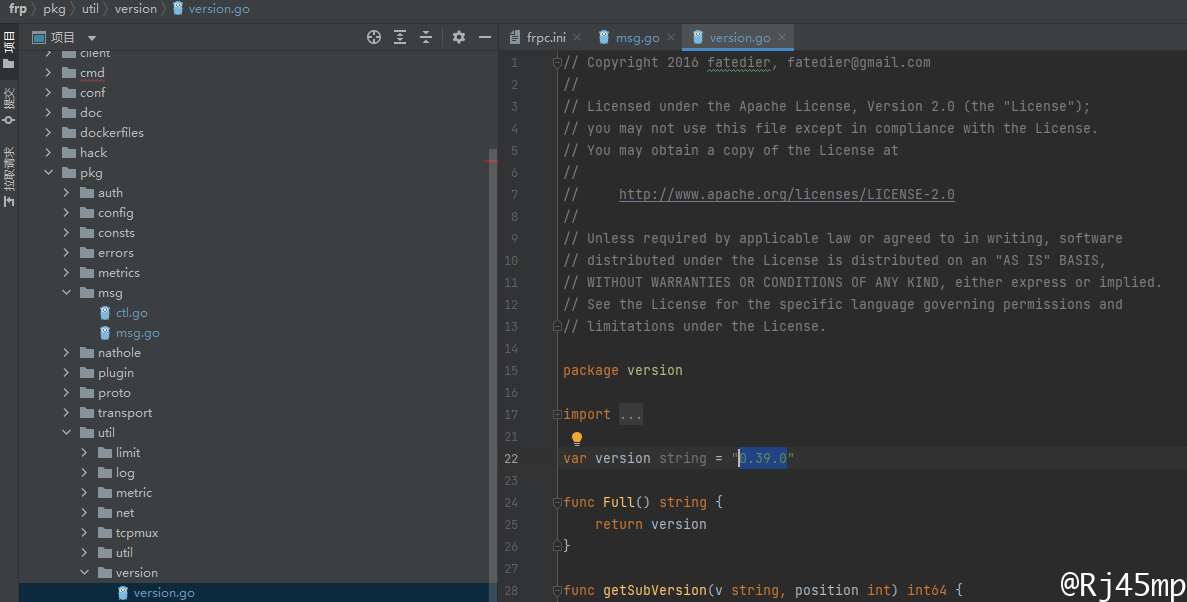 frp › pkg › util › version › version.go
项目
提交
拉取请求
项目
client
cmd
conf
doc
dockerfiles
hack
pkg
auth
config
consts
errors
metrics
msg
ctl.go
msg.go
nathole
plugin
proto
transport
util
limit
log
metric
net
tcpmux
util
version
version.go
frpc.ini × msg.go × version.go ×
1 // Copyright 2016 fatedier, fatedier@gmail.com
2 //
3 // Licensed under the Apache License, Version 2.0 (the "License");
4 // you may not use this file except in compliance with the License.
5 // You may obtain a copy of the License at
6 //
7 //     http://www.apache.org/licenses/LICENSE-2.0
8 //
9 // Unless required by applicable law or agreed to in writing, software
10 // distributed under the License is distributed on an "AS IS" BASIS,
11 // WITHOUT WARRANTIES OR CONDITIONS OF ANY KIND, either express or implied.
12 // See the License for the specific language governing permissions and
13 // limitations under the License.
14
15 package version
16
17 import ...
21
22 var version string = "0.39.0"
23
24 func Full() string {
25     return version
26 }
27
28 func getSubVersion(v string, position int) int64 {
@Rj45mp